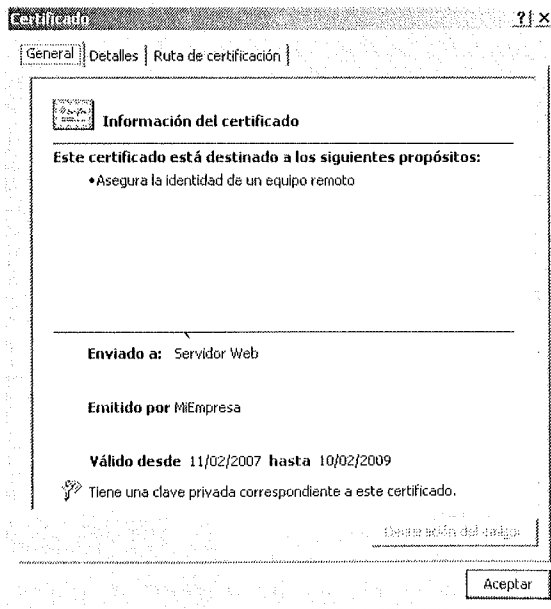 Certificado ? ×
General Detalles Ruta de certificación
Información del certificado
Este certificado está destinado a los siguientes propósitos:
•Asegura la identidad de un equipo remoto
Enviado a: Servidor Web
Emitido por MiEmpresa
Válido desde 11/02/2007 hasta 10/02/2009
Tiene una clave privada correspondiente a este certificado.
del
Aceptar